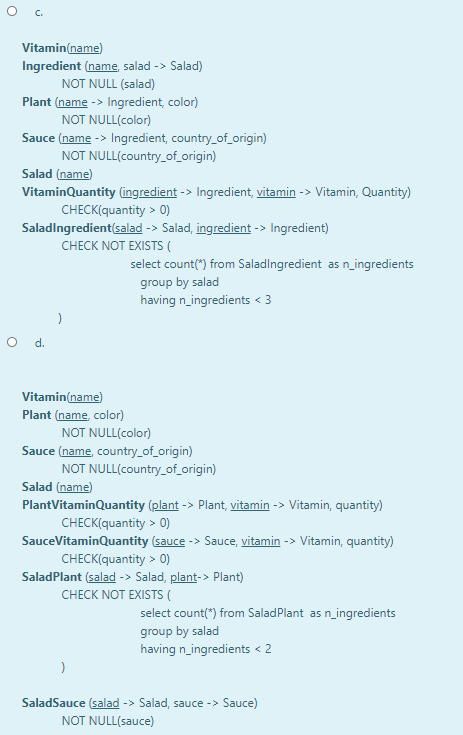 c.
Vitamin(name)
Ingredient (name, salad -> Salad)
NOT NULL (salad)
Plant (name -> Ingredient, color)
NOT NULL(color)
Sauce (name -> Ingredient, country_of_origin)
NOT NULL(country_of_origin)
Salad (name)
VitaminQuantity (ingredient -> Ingredient, vitamin -> Vitamin, Quantity)
CHECK(quantity > 0)
SaladIngredient(salad -> Salad, ingredient -> Ingredient)
CHECK NOT EXISTS (
select count(*) from SaladIngredient as n_ingredients
group by salad
having n_ingredients < 3
)
d.
Vitamin(name)
Plant (name, color)
NOT NULL(color)
Sauce (name, country_of_origin)
NOT NULL(country_of_origin)
Salad (name)
PlantVitaminQuantity (plant -> Plant, vitamin -> Vitamin, quantity)
CHECK(quantity > 0)
SauceVitaminQuantity (sauce -> Sauce, vitamin -> Vitamin, quantity)
CHECK(quantity > 0)
SaladPlant (salad -> Salad, plant-> Plant)
CHECK NOT EXISTS (
select count(*) from SaladPlant as n_ingredients
group by salad
having n_ingredients < 2
)
SaladSauce (salad -> Salad, sauce -> Sauce)
NOT NULL(sauce)